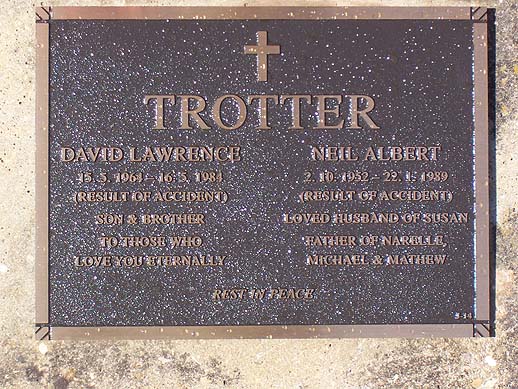 TROTTER
DAVID LAWRENCE
15. 5. 1964 - 16. 5. 1984
(RESULT OF ACCIDENT)
SON & BROTHER
TO THOSE WHO
LOVE YOU ETERNALLY
NEIL ALBERT
2. 10. 1952 - 22. 1. 1989
(RESULT OF ACCIDENT)
LOVED HUSBAND OF SUSAN
FATHER OF NARELLE,
MICHAEL & MATHEW
REST IN PEACE